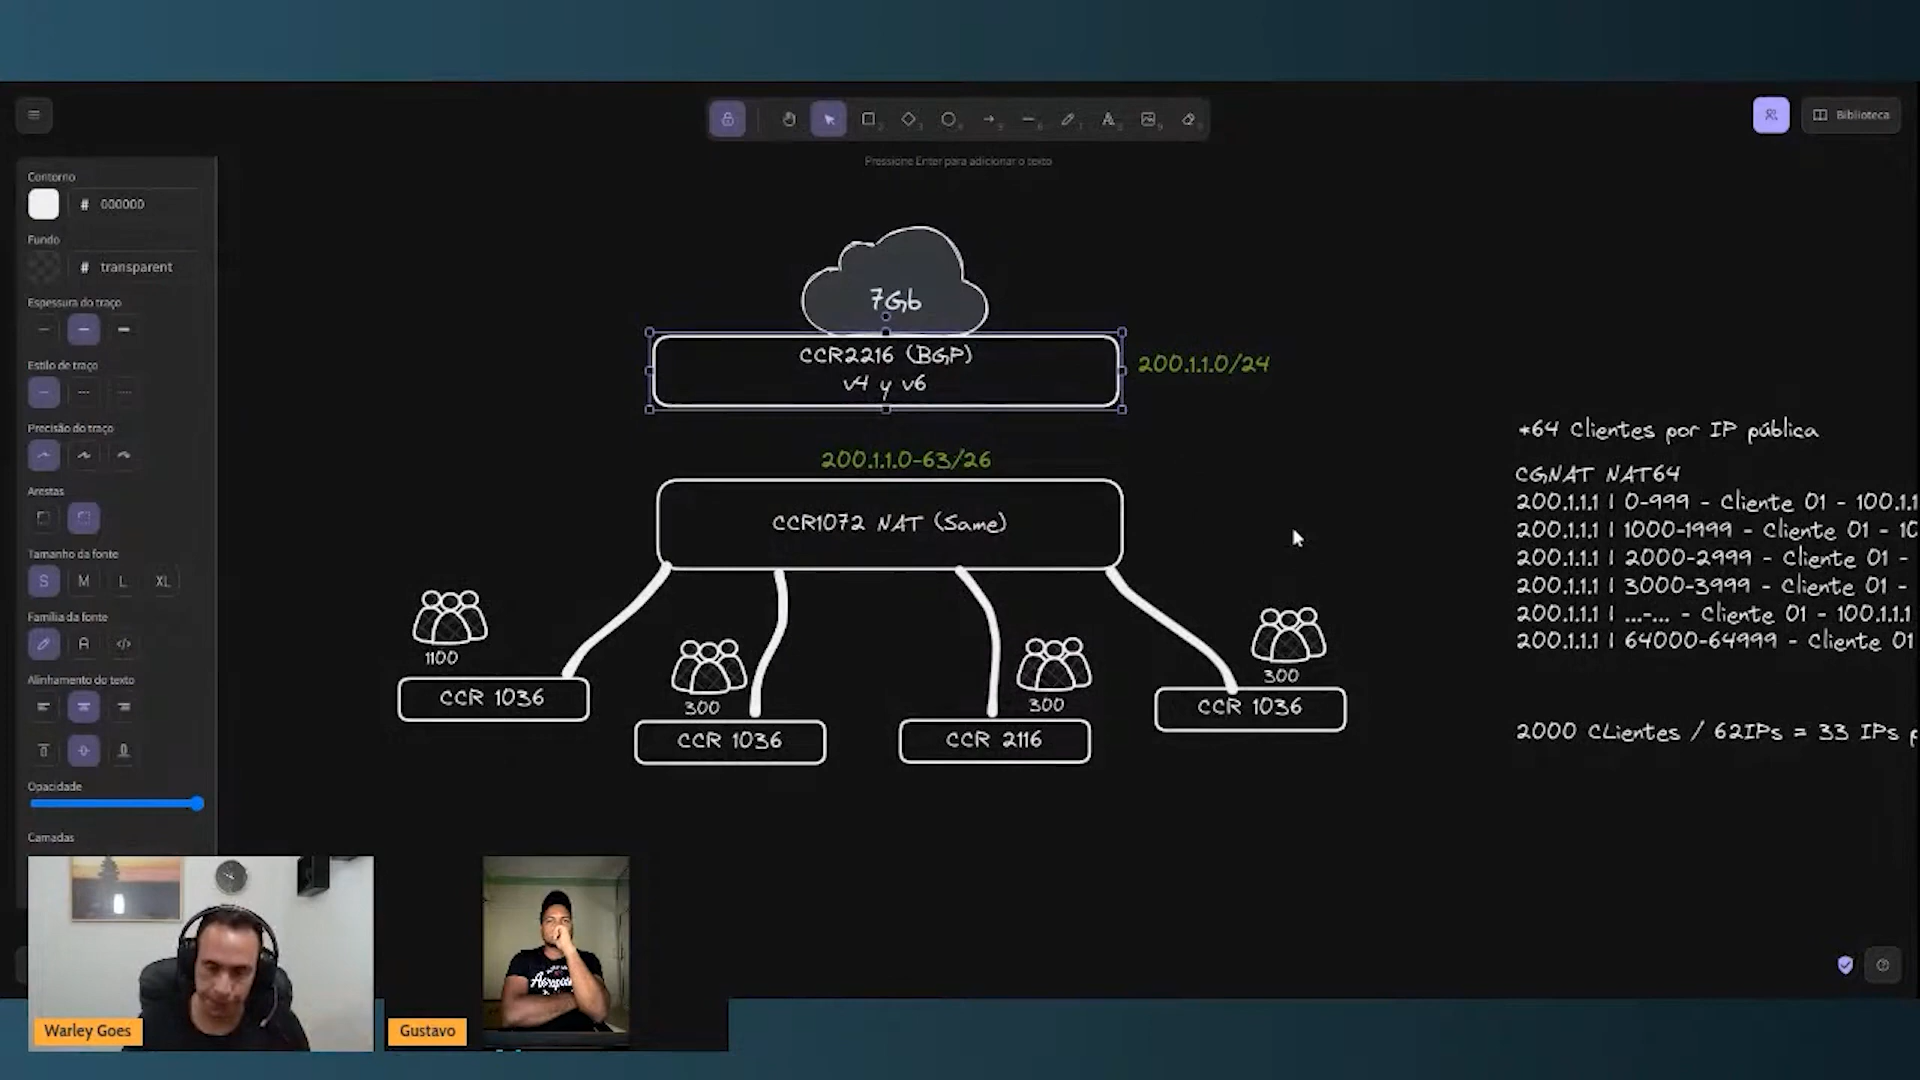 Biblioteca
Pressione Enter para adicionar o texto
Contorno
# 000000
Fundo
# transparent
Espessura do traço
Estilo de traço
Precisão do traço
Arestas
Tamanho da fonte
S M L XL
Família da fonte
A </>
Alinhamento do texto
Opacidade
Camadas
7Gb
CCR2216 (BGP)
v4 y v6
200.1.1.0/24
200.1.1.0-63/26
CCR1072 NAT (Same)
1100
CCR 1036
300
CCR 1036
300
CCR 2116
300
CCR 1036
*64 Clientes por IP pública
CGNAT NAT64
200.1.1.1 | 0-999 - Cliente 01 - 100.1.1
200.1.1.1 | 1000-1999 - Cliente 01 - 10
200.1.1.1 | 2000-2999 - Cliente 01 -
200.1.1.1 | 3000-3999 - Cliente 01 -
200.1.1.1 | ...-... - Cliente 01 - 100.1.1.1
200.1.1.1 | 64000-64999 - Cliente 01
2000 CLientes / 62IPs = 33 IPs p
Warley Goes
Gustavo